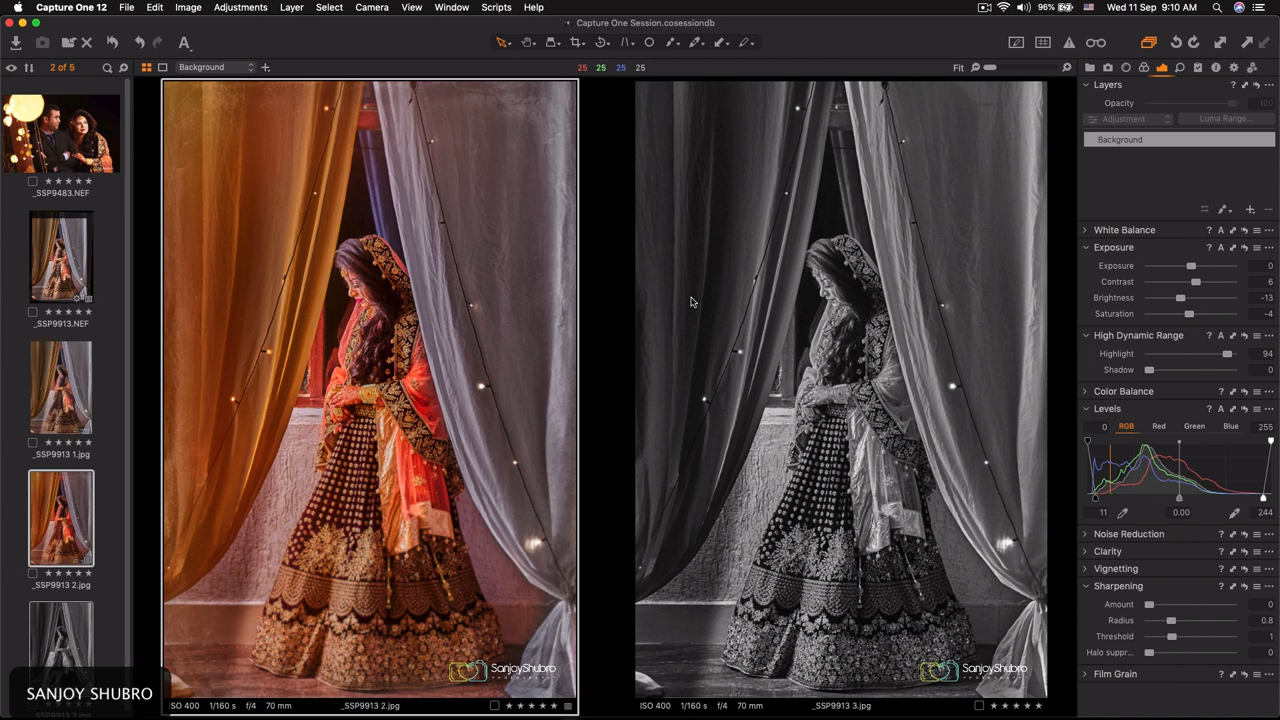 Capture One 12 File Edit Image Adjustments Layer Select Camera View Window Scripts Help 96% Wed 11 Sep 9:10 AM
Capture One Session.cosessiondb
2 of 5 Background 25 25 25 25 Fit
Layers
Opacity 100
Adjustment Luma Range...
Background
_SSP9483.NEF
_SSP9913.NEF
_SSP9913 1.jpg
_SSP9913 2.jpg
_SSP9913 3.jpg
White Balance
Exposure
Exposure 0
Contrast 6
Brightness -13
Saturation -4
High Dynamic Range
Highlight 94
Shadow 0
Color Balance
Levels
0 RGB Red Green Blue 255
11 0.00 244
Noise Reduction
Clarity
Vignetting
Sharpening
Amount 0
Radius 0.8
Threshold 1
Halo suppr... 0
Film Grain
SanjoyShubro
SanjoyShubro
SANJOY SHUBRO
ISO 400 1/160 s f/4 70 mm _SSP9913 2.jpg
ISO 400 1/160 s f/4 70 mm _SSP9913 3.jpg